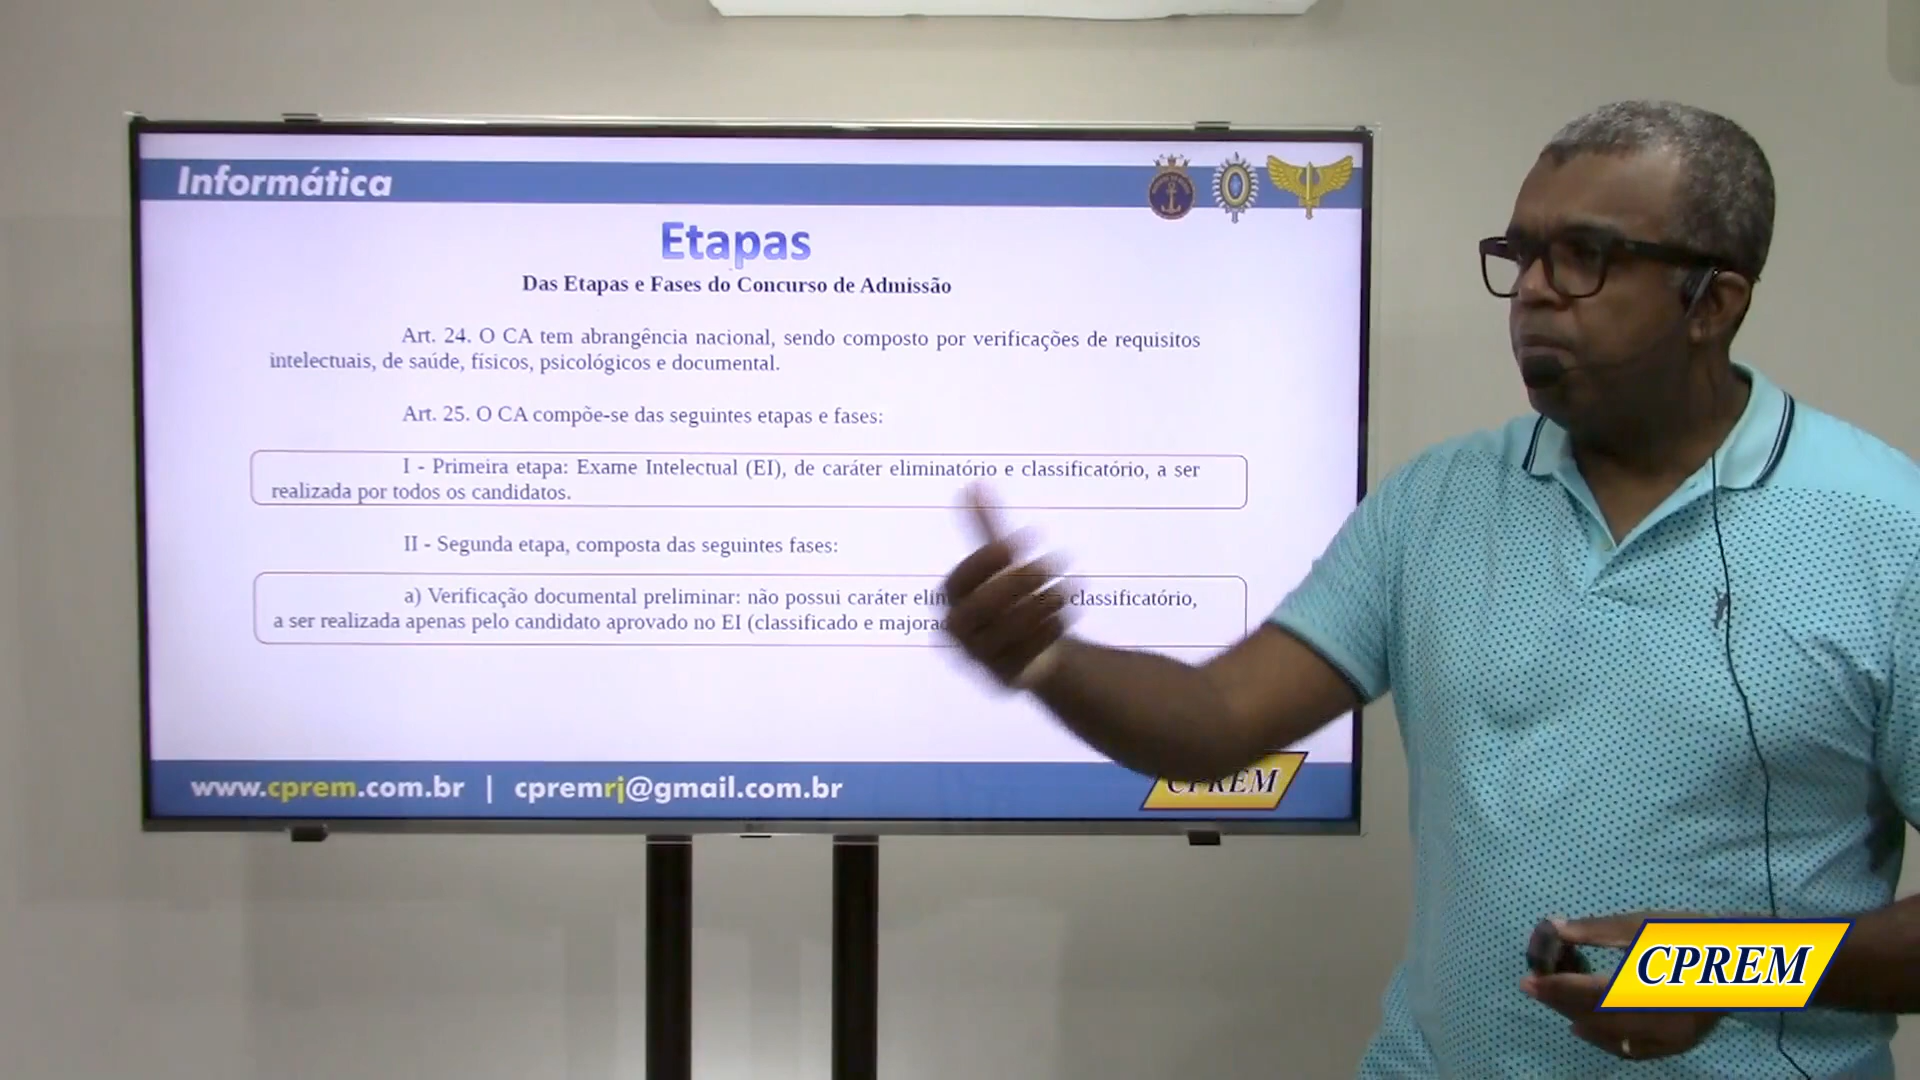 Informática
Etapas
Das Etapas e Fases do Concurso de Admissão
Art. 24. O CA tem abrangência nacional, sendo composto por verificações de requisitos
intelectuais, de saúde, físicos, psicológicos e documental.
Art. 25. O CA compõe-se das seguintes etapas e fases:
I - Primeira etapa: Exame Intelectual (EI), de caráter eliminatório e classificatório, a ser
realizada por todos os candidatos.
II - Segunda etapa, composta das seguintes fases:
a) Verificação documental preliminar: não possui caráter classificatório,
a ser realizada apenas pelo candidato aprovado no EI (classificado e
www.cprem.com.br | cpremrj@gmail.com.br
CPREM
CPREM